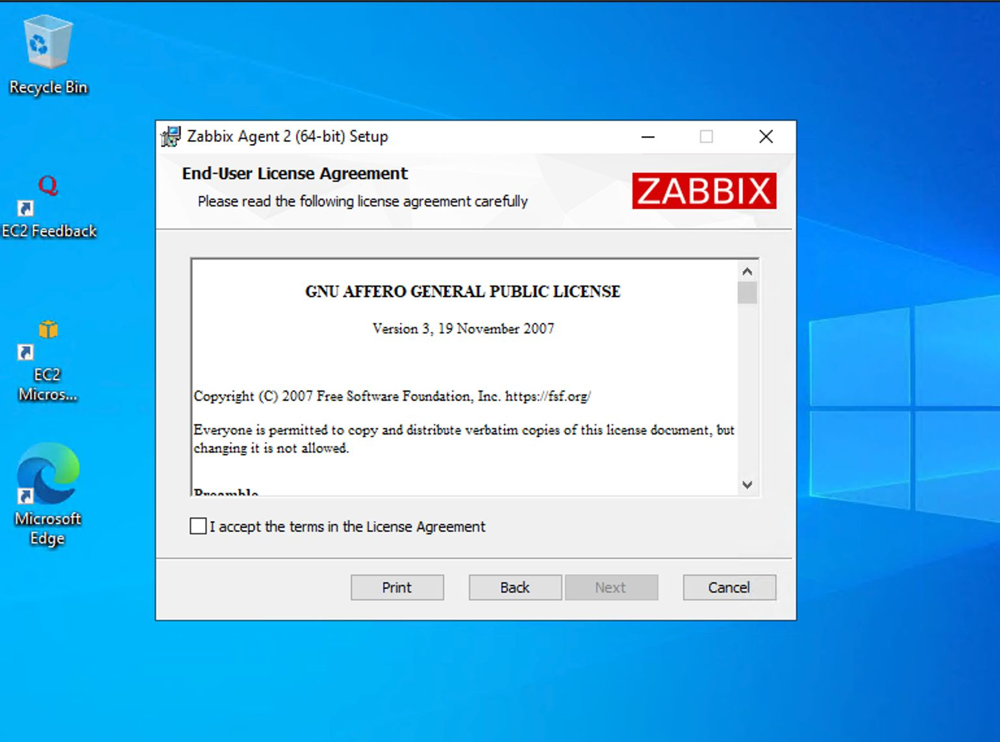 Recycle Bin
EC2 Feedback
EC2
Micros...
Microsoft
Edge
Zabbix Agent 2 (64-bit) Setup
End-User License Agreement
Please read the following license agreement carefully
ZABBIX
GNU AFFERO GENERAL PUBLIC LICENSE
Version 3, 19 November 2007
Copyright (C) 2007 Free Software Foundation, Inc. https://fsf.org/
Everyone is permitted to copy and distribute verbatim copies of this license document, but
changing it is not allowed.
Preamble
I accept the terms in the License Agreement
Print
Back
Next
Cancel